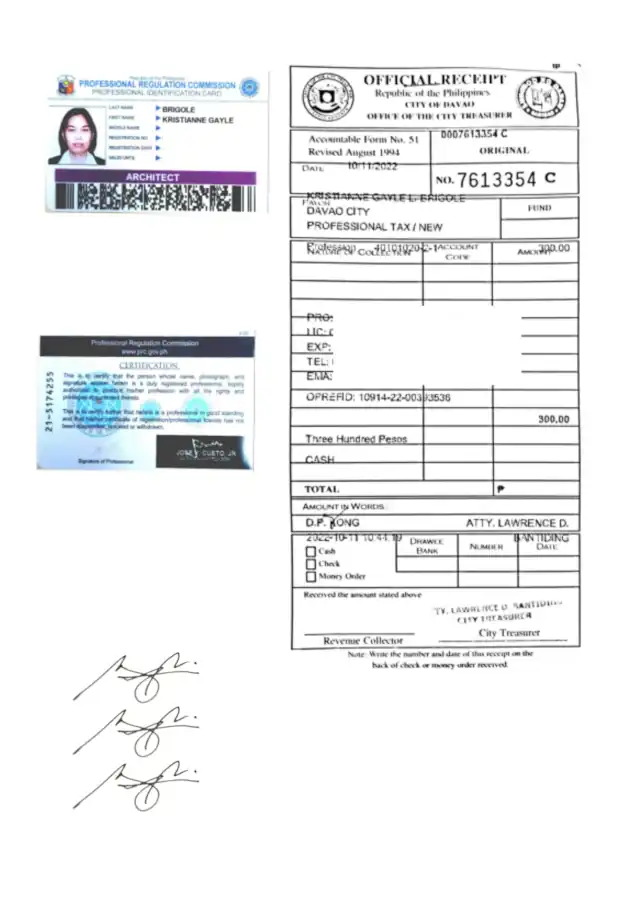 Republic of the Philippines
PROFESSIONAL REGULATION COMMISSION
PROFESSIONAL IDENTIFICATION CARD
LAST NAME BRIGOLE
FIRST NAME KRISTIANNE GAYLE
MIDDLE NAME
REGISTRATION NO.
REGISTRATION DATE
VALID UNTIL
ARCHITECT
Professional Regulation Commission
www.prc.gov.ph
CERTIFICATION
This is to certify that the person whose name, photograph, and
signature appear herein is a duly registered professional, legally
authorized to practice his/her profession with all the rights and
privileges appurtenant thereto.
This is to certify further that he/she is a professional in good standing
and that his/her certificate of registration/professional license has not
been suspended, revoked or withdrawn.
21-5174255
Signature of Professional
OFFICIAL RECEIPT
Republic of the Philippines
CITY OF DAVAO
OFFICE OF THE CITY TREASURER
Accountable Form No. 51
Revised August 1994
0007613354 C
ORIGINAL
DATE 10/11/2022
NO. 7613354 C
KRISTIANNE GAYLE L. BRIGOLE
PAYOR
DAVAO CITY
FUND
PROFESSIONAL TAX / NEW
Profession 40101020-2-1 300.00
NATURE OF COLLECTION ACCOUNT CODE AMOUNT
PRO:
LIC:
EXP:
TEL:
EMA:
OPREFID: 10914-22-00393536
300.00
Three Hundred Pesos
CASH
TOTAL ₱
AMOUNT IN WORDS
D.P. KONG ATTY. LAWRENCE D.
2022-10-11 10:44:19 BANTIDING
Cash
Check
Money Order
DRAWEE BANK NUMBER DATE
Received the amount stated above
CITY TREASURER
Revenue Collector City Treasurer
Note: Write the number and date of this receipt on the
back of check or money order received.